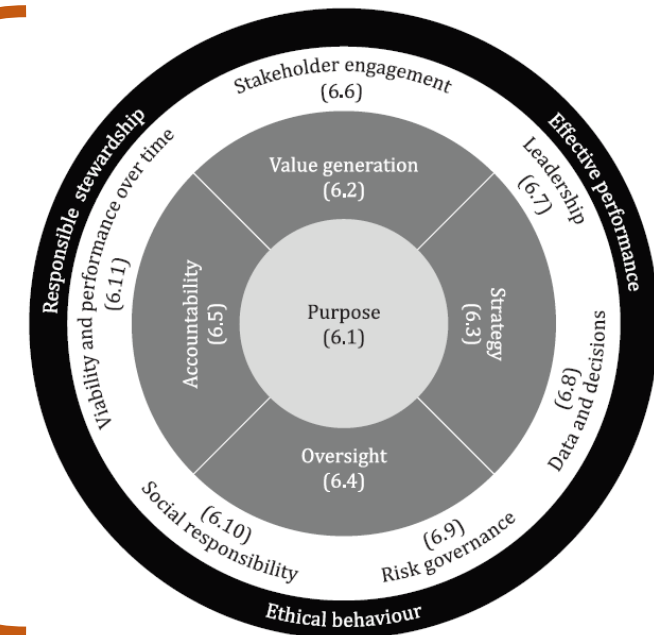 Responsible stewardship
Effective performance
Ethical behaviour
Stakeholder engagement
(6.6)
Leadership
(6.7)
Data and decisions
(6.8)
Risk governance
(6.9)
Social responsibility
(6.10)
Viability and performance over time
(6.11)
Value generation
(6.2)
Strategy
(6.3)
Oversight
(6.4)
Accountability
(6.5)
Purpose
(6.1)